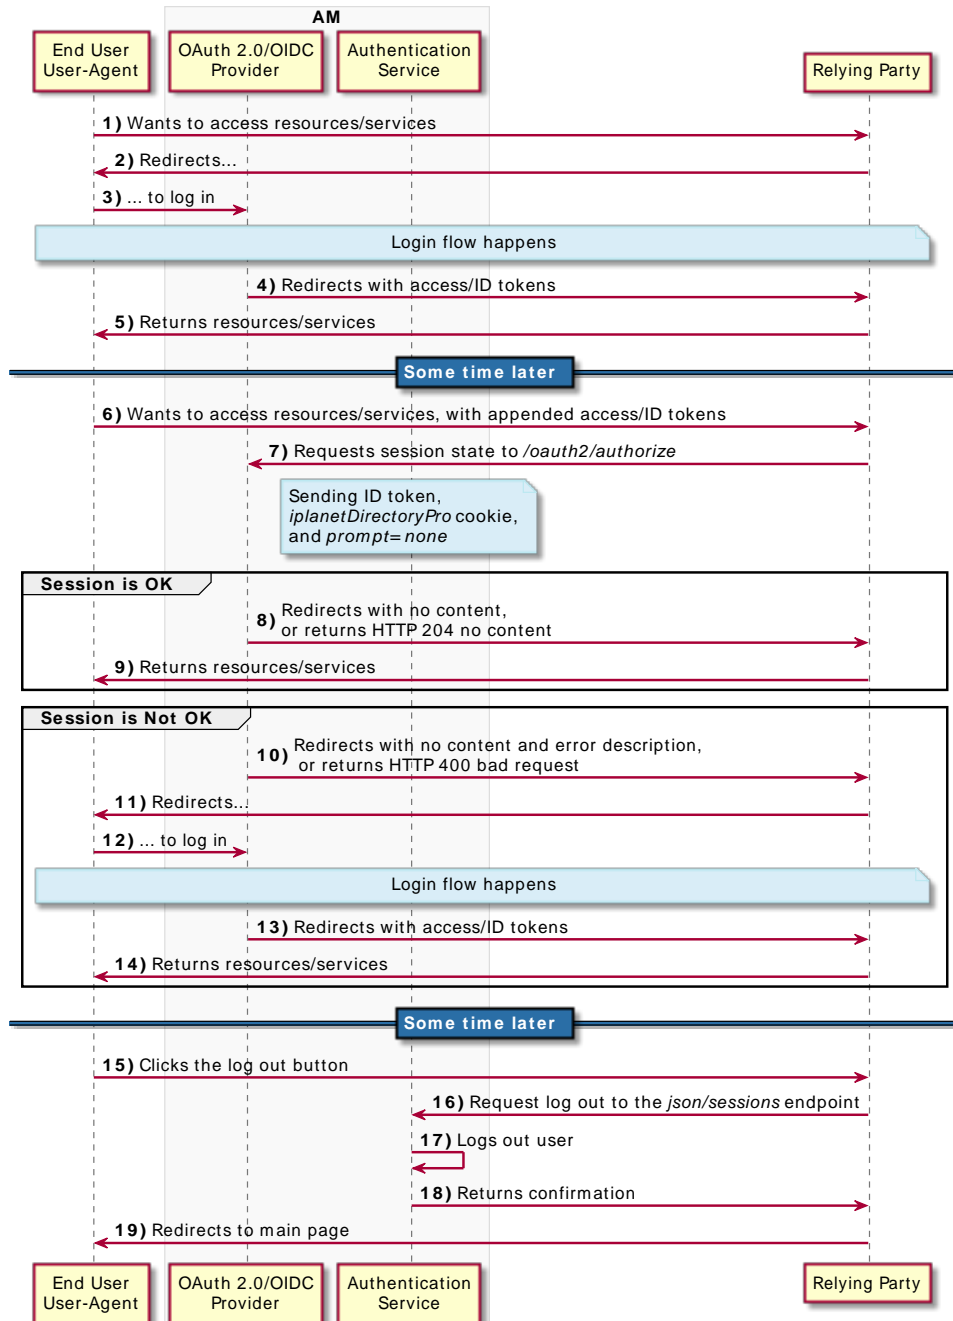 AM
End User
User-Agent
OAuth 2.0/OIDC
Provider
Authentication
Service
Relying Party
1) Wants to access resources/services
2) Redirects...
3) ... to log in
Login flow happens
4) Redirects with access/ID tokens
5) Returns resources/services
Some time later
6) Wants to access resources/services, with appended access/ID tokens
7) Requests session state to /oauth2/authorize
Sending ID token,
iplanetDirectoryPro cookie,
and prompt=none
Session is OK
8) Redirects with no content,
or returns HTTP 204 no content
9) Returns resources/services
Session is Not OK
10) Redirects with no content and error description,
or returns HTTP 400 bad request
11) Redirects...
12) ... to log in
Login flow happens
13) Redirects with access/ID tokens
14) Returns resources/services
Some time later
15) Clicks the log out button
16) Request log out to the json/sessions endpoint
17) Logs out user
18) Returns confirmation
19) Redirects to main page
End User
User-Agent
OAuth 2.0/OIDC
Provider
Authentication
Service
Relying Party